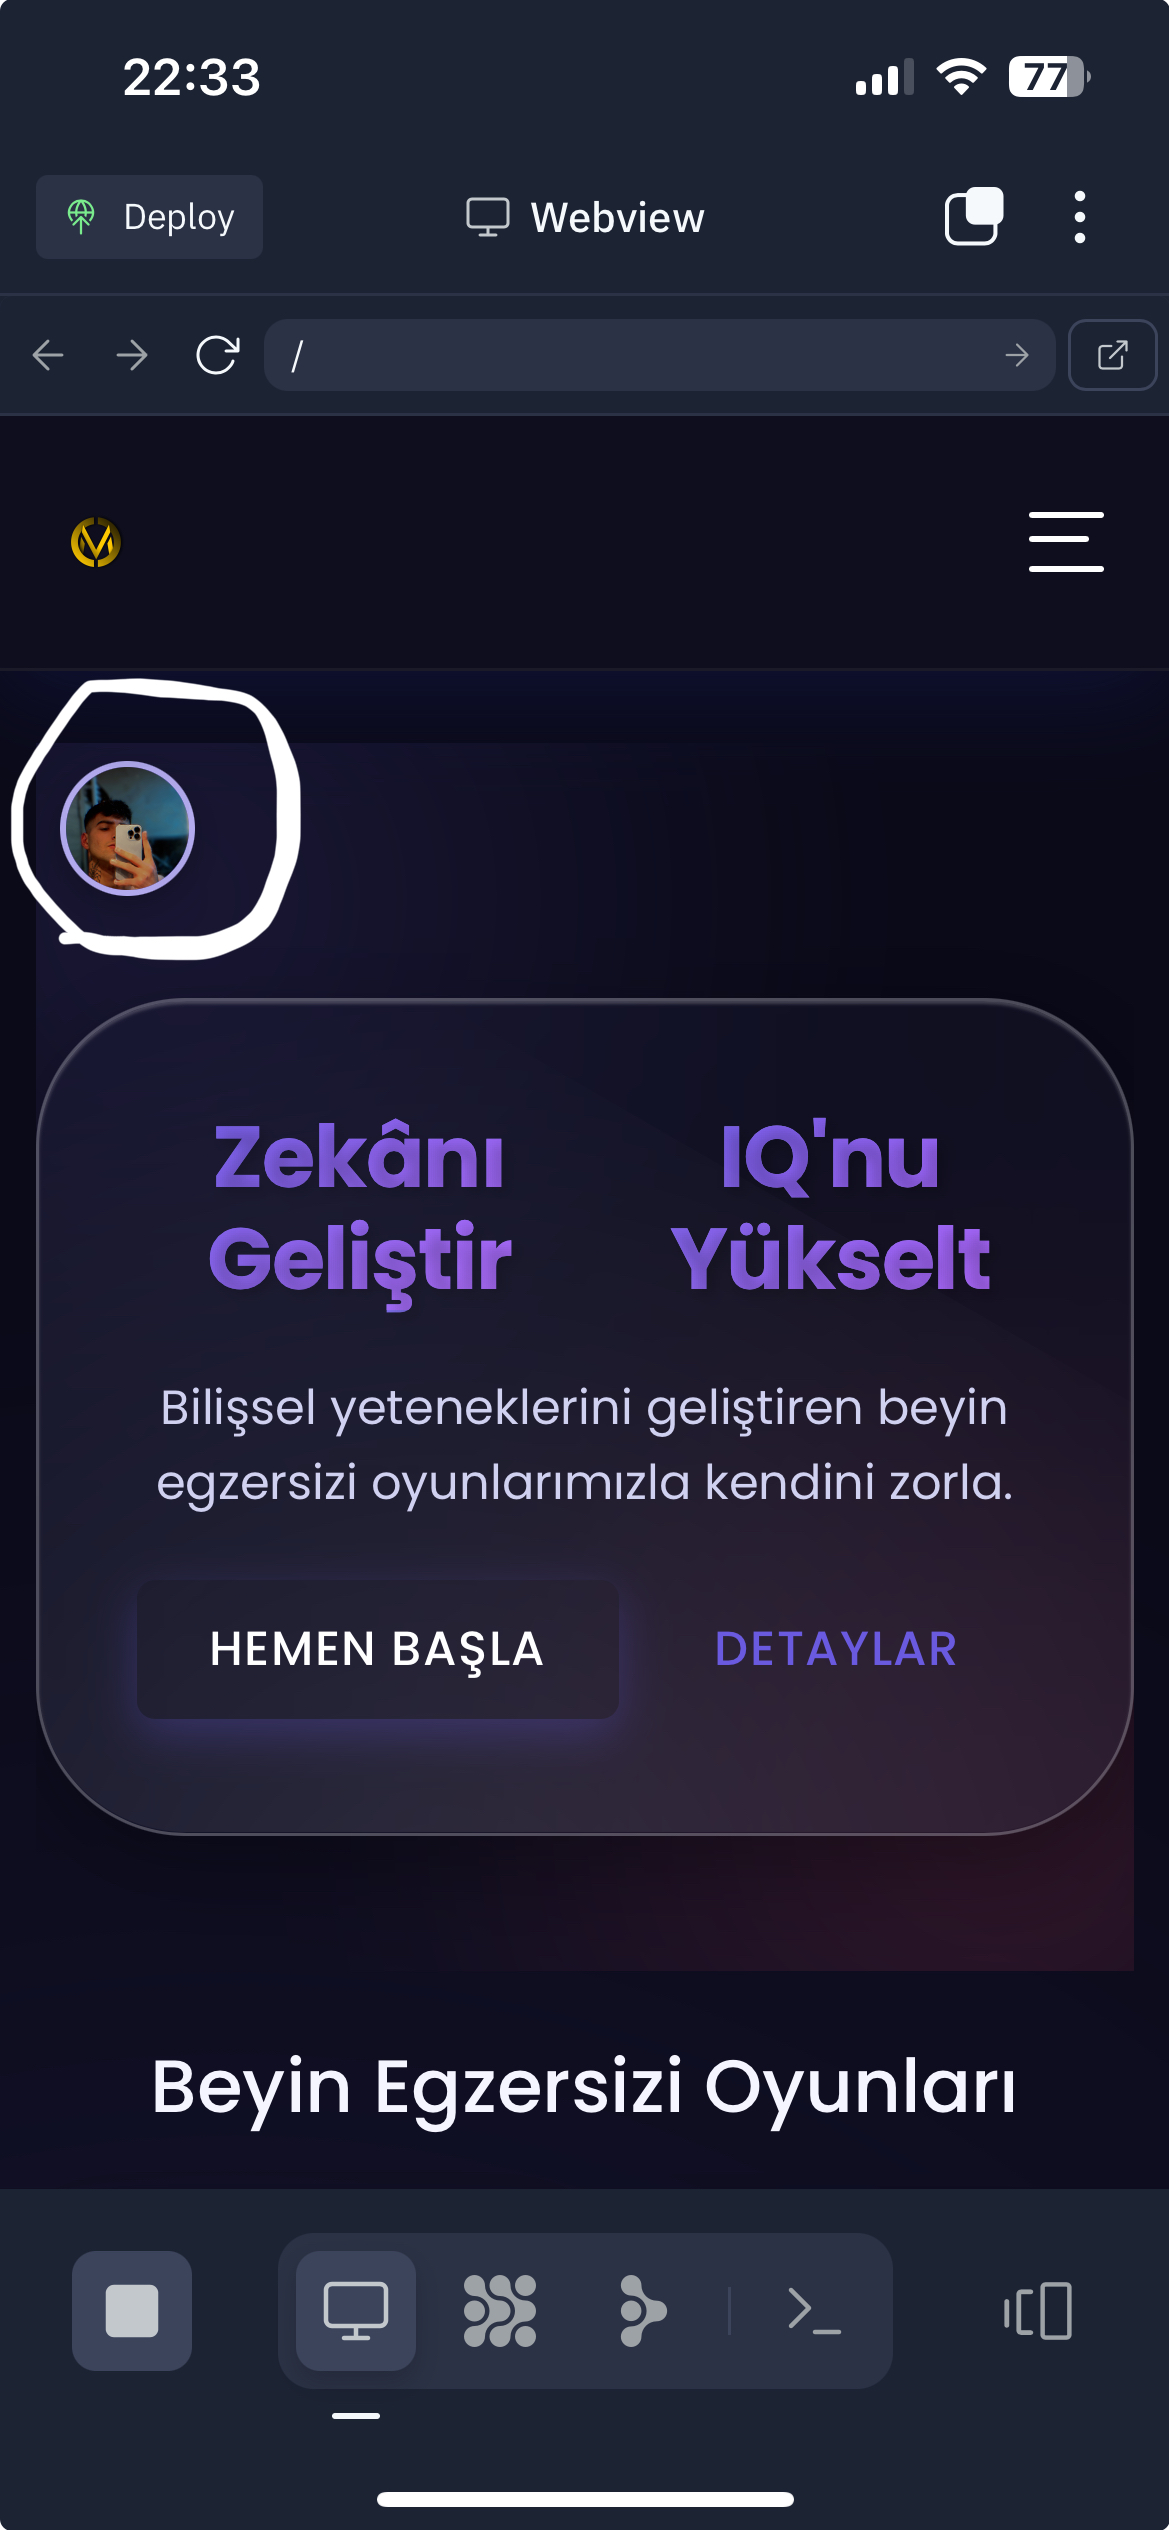 22:33
77
Deploy
Webview
/
Zekânı
Geliştir
IQ'nu
Yükselt
Bilişsel yeteneklerini geliştiren beyin
egzersizi oyunlarımızla kendini zorla.
HEMEN BAŞLA
DETAYLAR
Beyin Egzersizi Oyunları